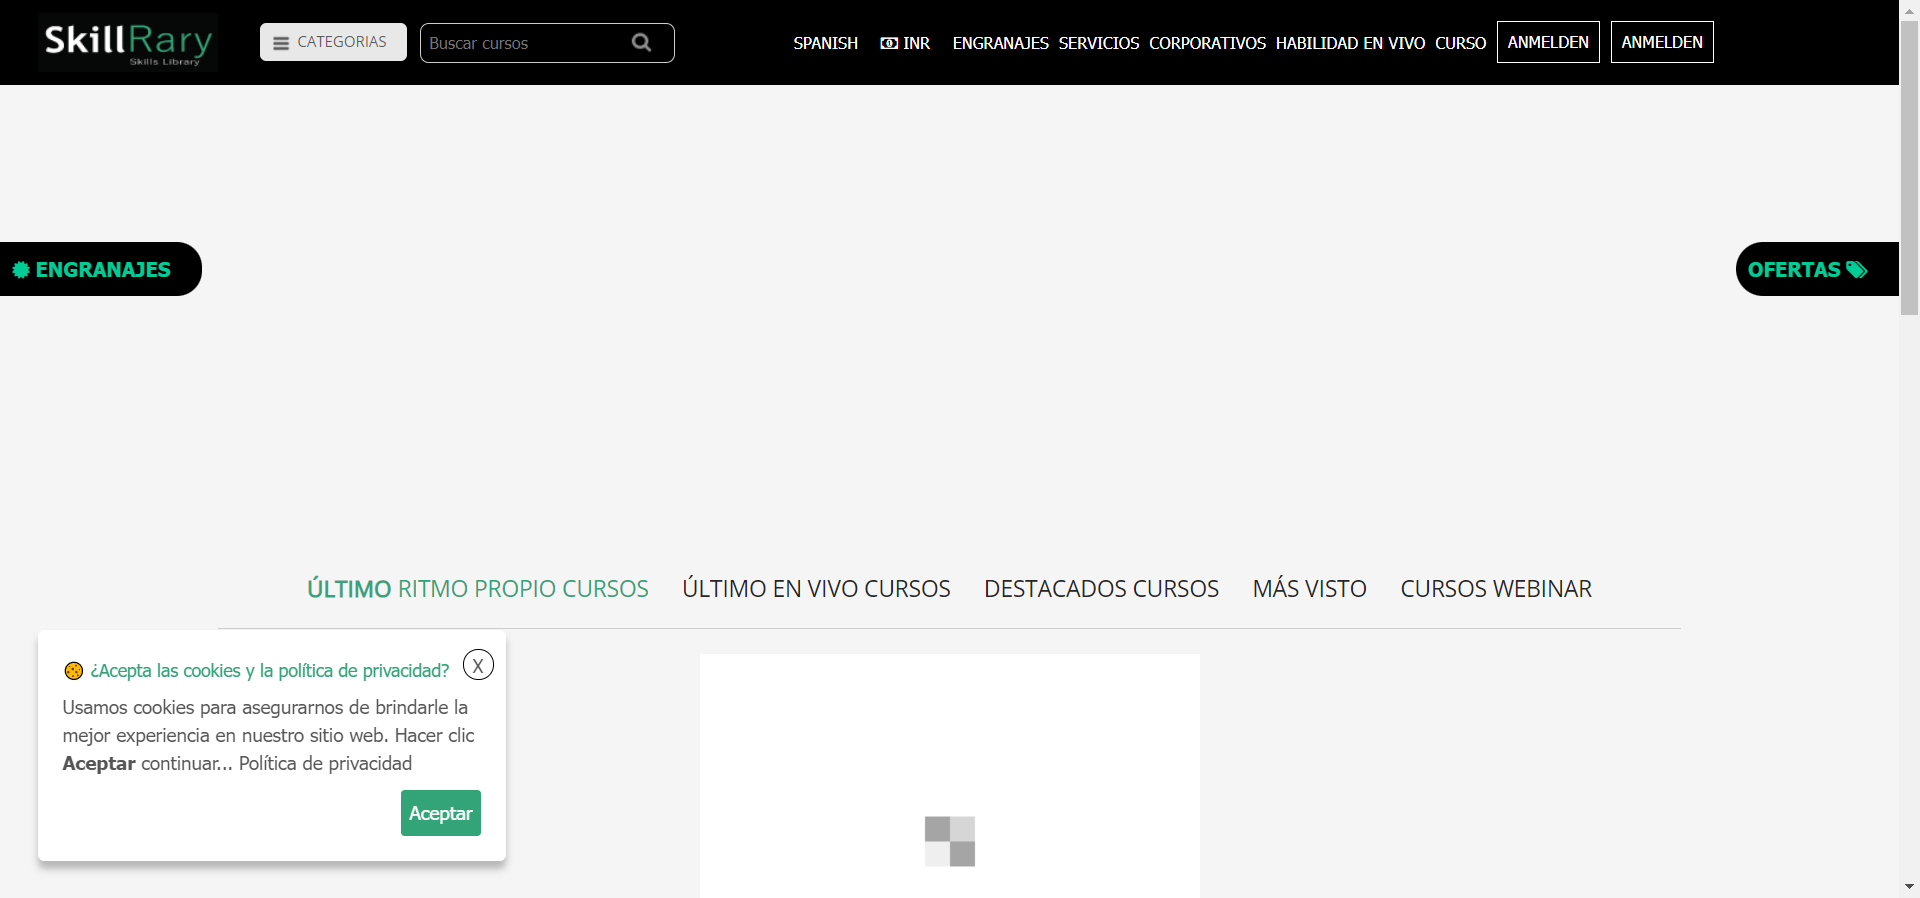 SkillRary
Skills Library
CATEGORIAS
Buscar cursos
SPANISH INR ENGRANAJES SERVICIOS CORPORATIVOS HABILIDAD EN VIVO CURSO ANMELDEN ANMELDEN
ENGRANAJES
OFERTAS
ÚLTIMO RITMO PROPIO CURSOS ÚLTIMO EN VIVO CURSOS DESTACADOS CURSOS MÁS VISTO CURSOS WEBINAR
¿Acepta las cookies y la política de privacidad? X
Usamos cookies para asegurarnos de brindarle la
mejor experiencia en nuestro sitio web. Hacer clic
Aceptar continuar... Política de privacidad
Aceptar